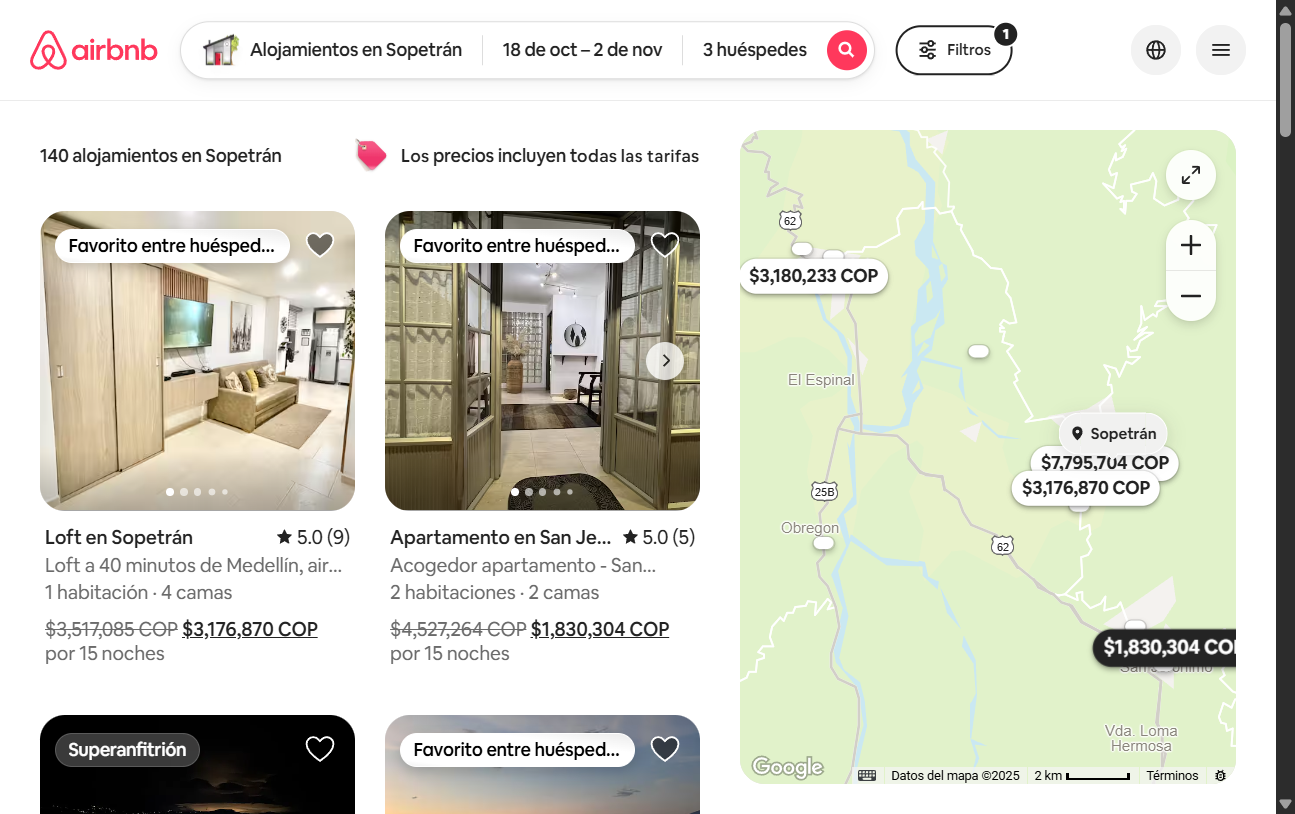 airbnb
Alojamientos en Sopetrán
18 de oct – 2 de nov
3 huéspedes
Filtros
1
140 alojamientos en Sopetrán
Los precios incluyen todas las tarifas
Favorito entre huésped...
Loft en Sopetrán
5.0 (9)
Loft a 40 minutos de Medellín, air...
1 habitación · 4 camas
$3,517,085 COP $3,176,870 COP
por 15 noches
Favorito entre huésped...
Apartamento en San Je...
5.0 (5)
Acogedor apartamento - San...
2 habitaciones · 2 camas
$4,527,264 COP $1,830,304 COP
por 15 noches
Superanfitrión
Favorito entre huésped...
62
$3,180,233 COP
El Espinal
Sopetrán
$7,795,704 COP
$3,176,870 COP
25B
Obregon
62
$1,830,304 CO
Vda. Loma
Hermosa
Google
Datos del mapa ©2025
2 km
Términos